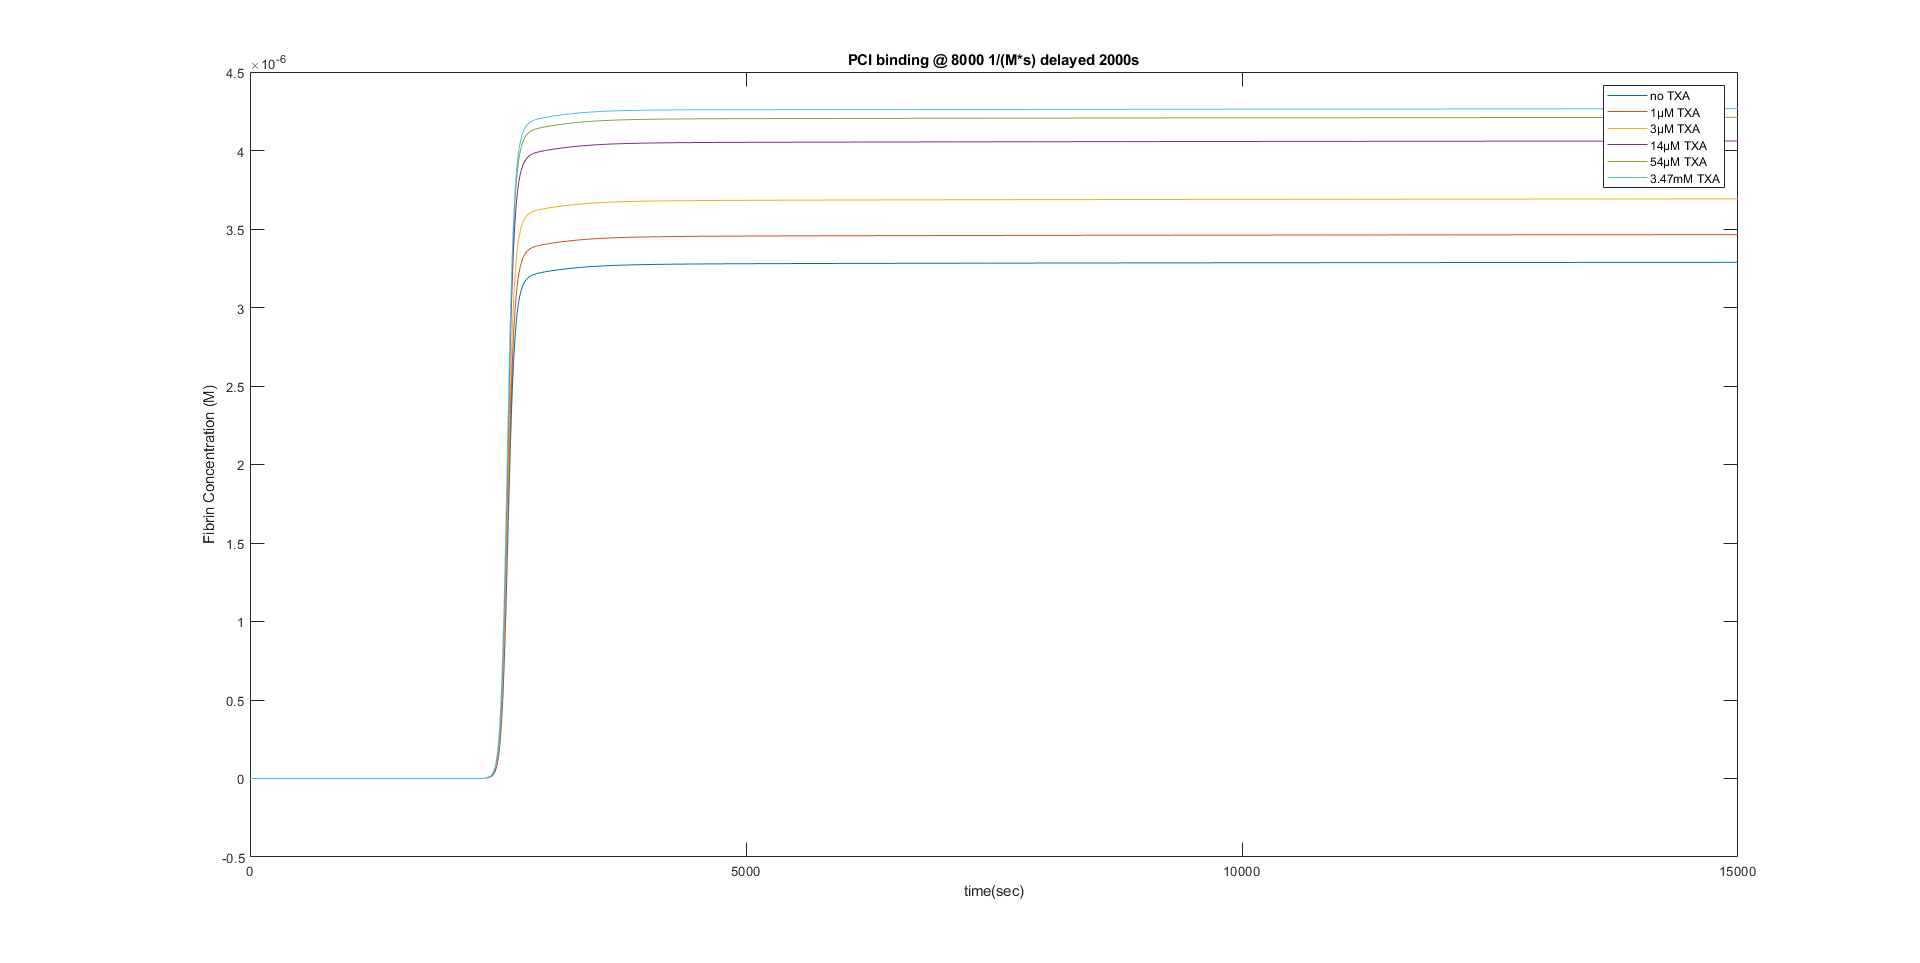 PCI binding @ 8000 1/(M*s) delayed 2000s
×10-6
4.5
4
3.5
3
2.5
2
1.5
1
0.5
0
-0.5
Fibrin Concentration (M)
no TXA
1μM TXA
3μM TXA
14μM TXA
54μM TXA
3.47mM TXA
0 5000 10000 15000
time(sec)